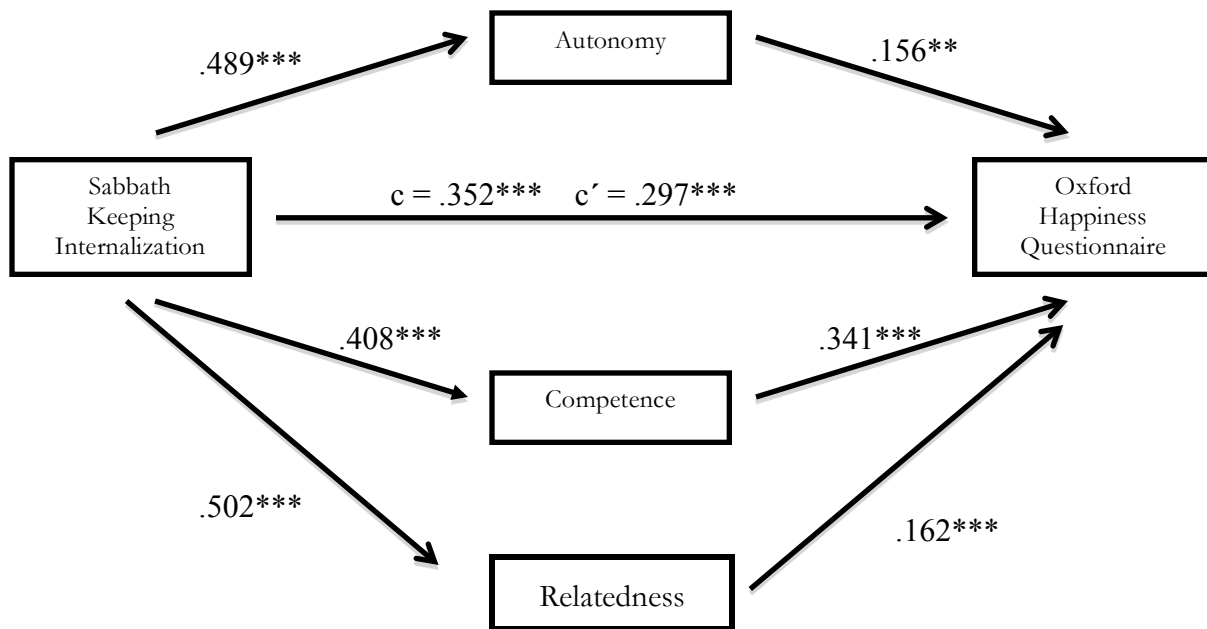 Autonomy
.489***
.156**
Sabbath
Keeping
Internalization
c = .352*** c´ = .297***
Oxford
Happiness
Questionnaire
.408***
.341***
Competence
.502***
.162***
Relatedness